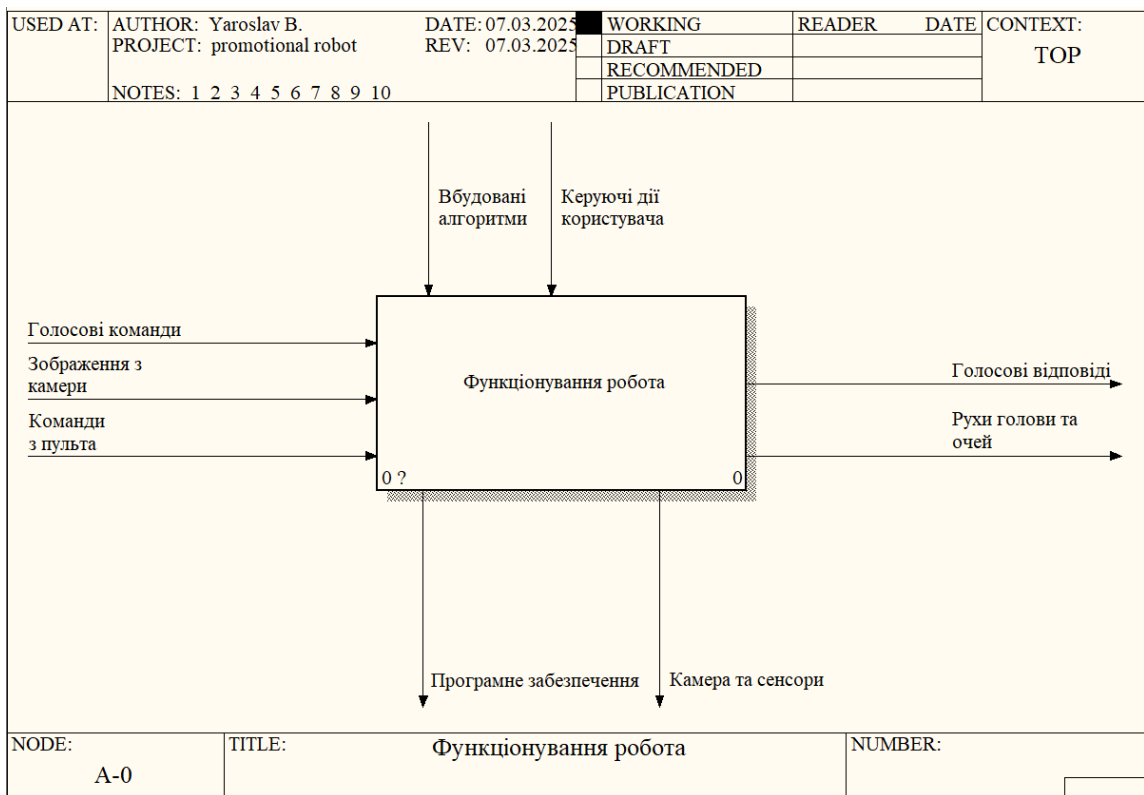 USED AT:
AUTHOR: Yaroslav B.
DATE: 07.03.2025
PROJECT: promotional robot
REV: 07.03.2025
NOTES: 1 2 3 4 5 6 7 8 9 10
WORKING
DRAFT
RECOMMENDED
PUBLICATION
READER
DATE
CONTEXT:
TOP
Вбудовані
алгоритми
Керуючі дії
користувача
Голосові команди
Зображення з
камери
Команди
з пульта
Функціонування робота
0 ?
0
Голосові відповіді
Рухи голови та
очей
Програмне забезпечення
Камера та сенсори
NODE:
A-0
TITLE:
Функціонування робота
NUMBER: